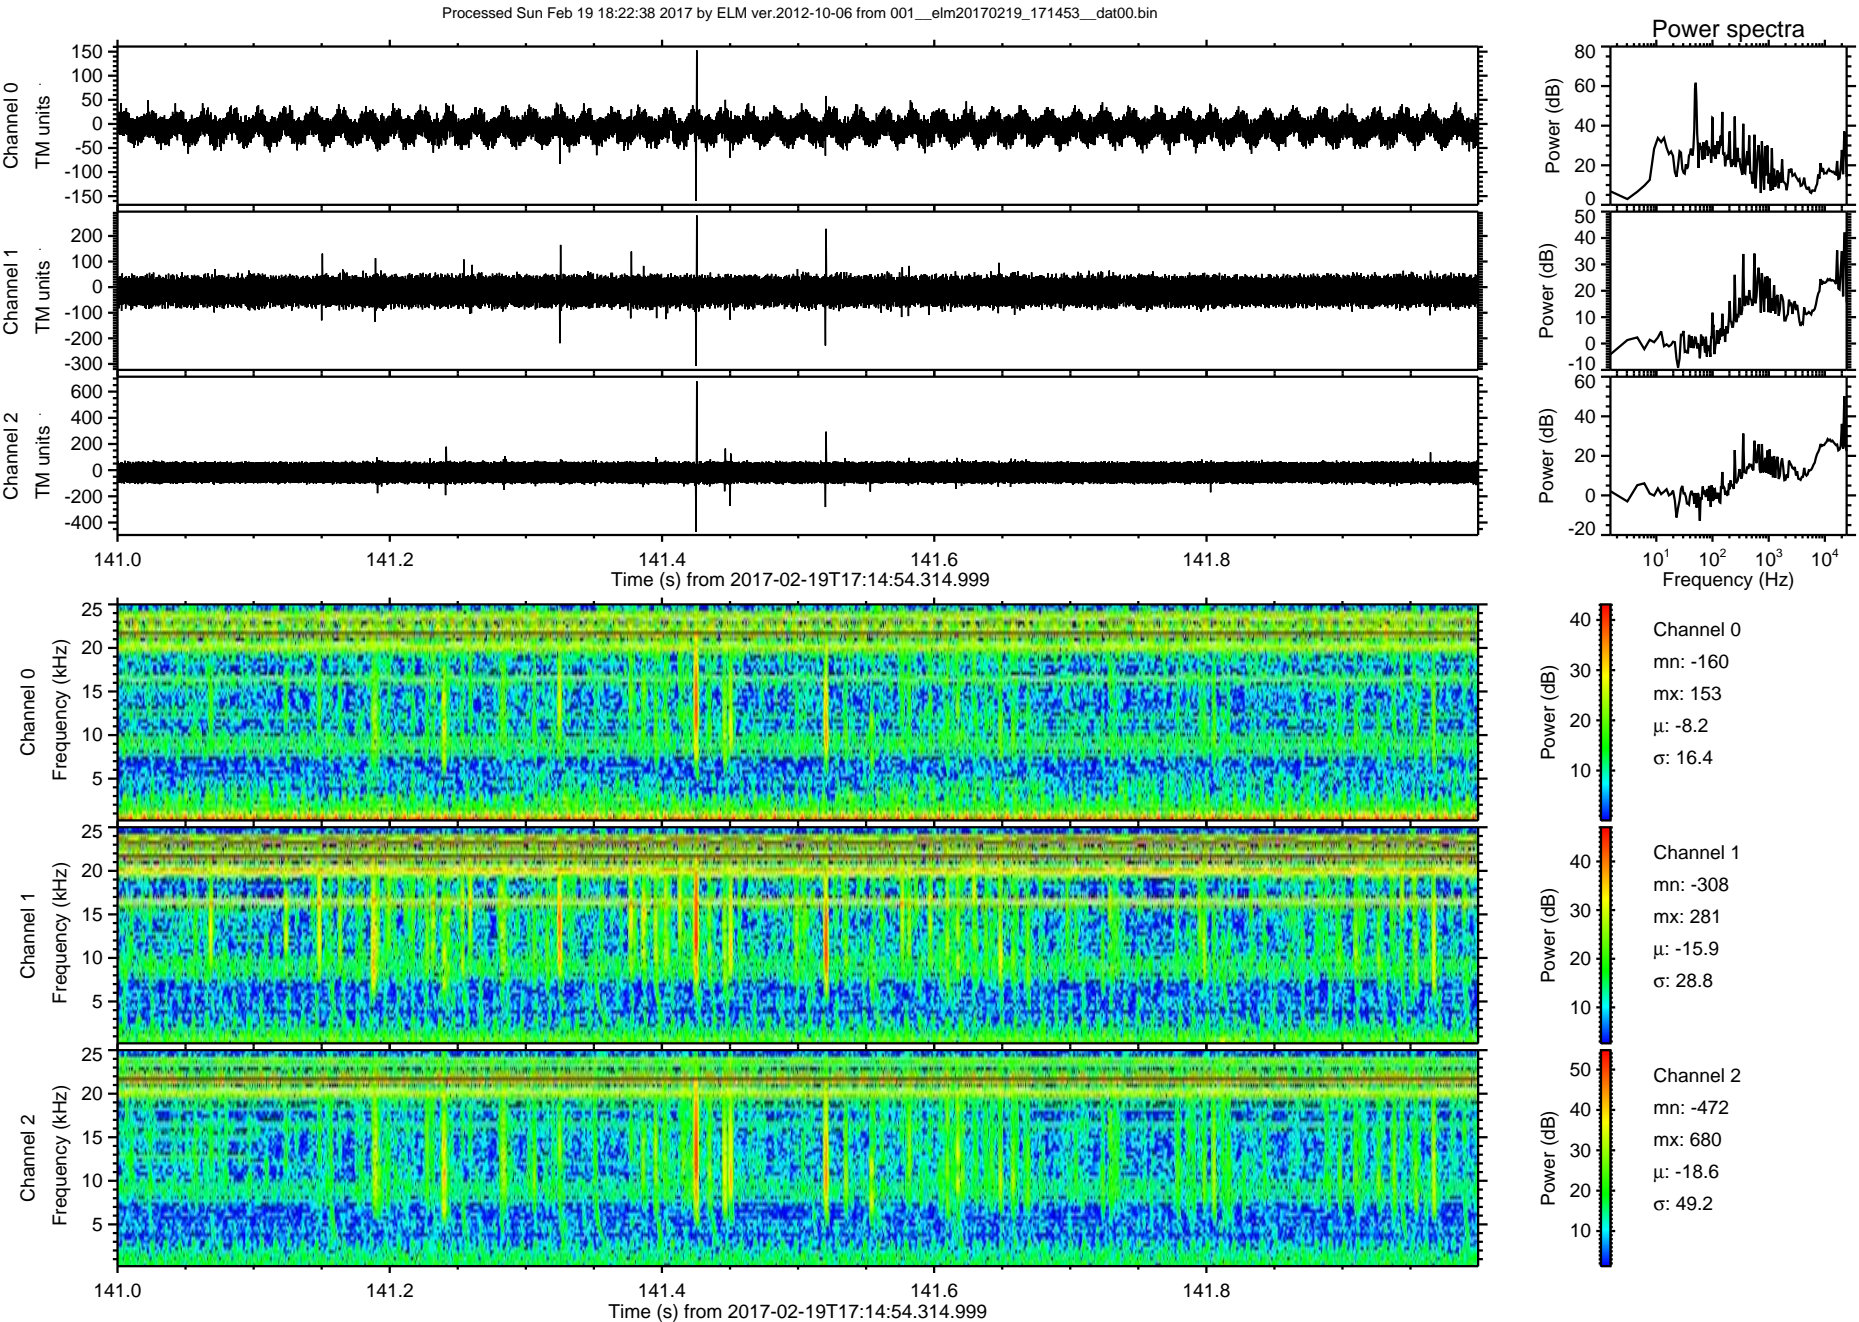 Processed Sun Feb 19 18:22:38 2017 by ELM ver.2012-10-06 from 001__elm20170219_171453__dat00.bin
Power spectra
Channel 0
TM units
150
100
50
0
-50
-100
-150
Power (dB)
80
60
40
20
0
Channel 1
TM units
200
100
0
-100
-200
-300
Power (dB)
50
40
30
20
10
0
-10
Channel 2
TM units
600
400
200
0
-200
-400
Power (dB)
60
40
20
0
-20
141.0 141.2 141.4 141.6 141.8
Time (s) from 2017-02-19T17:14:54.314.999
10¹ 10² 10³ 10⁴
Frequency (Hz)
Channel 0
Frequency (kHz)
25
20
15
10
5
Power (dB)
40
30
20
10
Channel 0
mn: -160
mx: 153
μ: -8.2
σ: 16.4
Channel 1
Frequency (kHz)
25
20
15
10
5
Power (dB)
40
30
20
10
Channel 1
mn: -308
mx: 281
μ: -15.9
σ: 28.8
Channel 2
Frequency (kHz)
25
20
15
10
5
Power (dB)
50
40
30
20
10
Channel 2
mn: -472
mx: 680
μ: -18.6
σ: 49.2
141.0 141.2 141.4 141.6 141.8
Time (s) from 2017-02-19T17:14:54.314.999